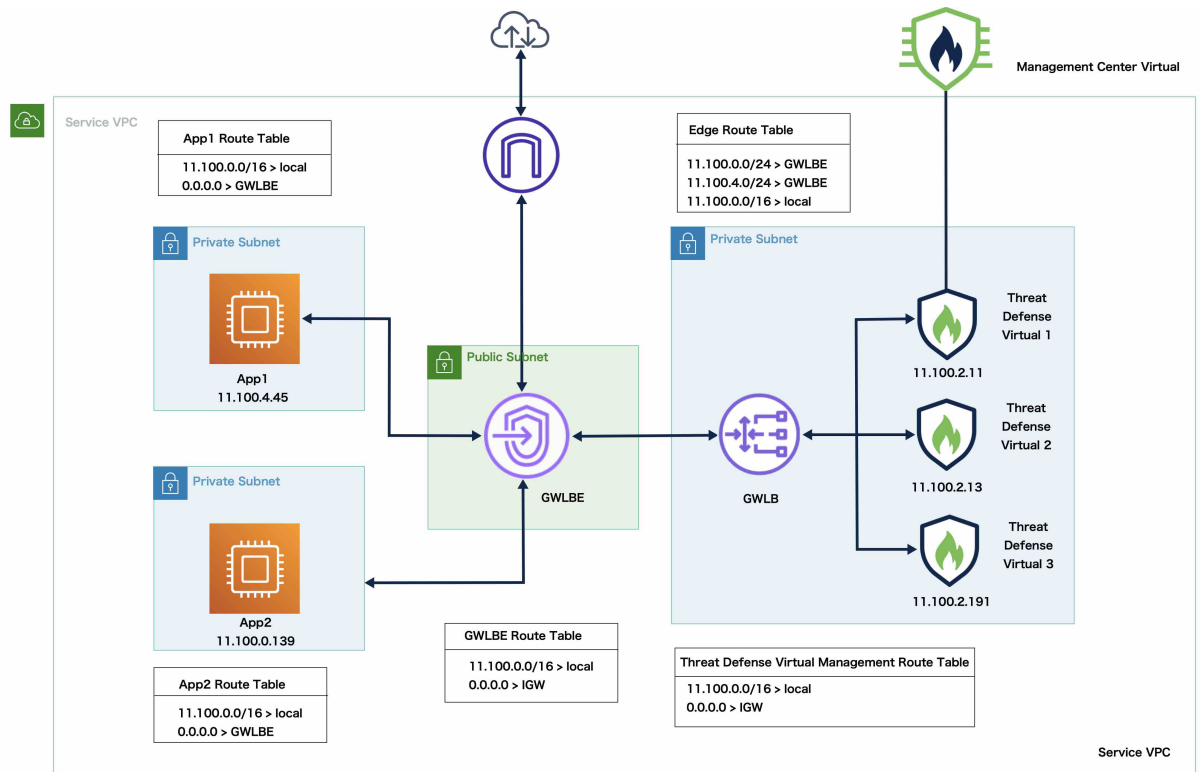 Management Center Virtual
Service VPC
App1 Route Table
11.100.0.0/16 > local
0.0.0.0 > GWLBE
Edge Route Table
11.100.0.0/24 > GWLBE
11.100.4.0/24 > GWLBE
11.100.0.0/16 > local
Private Subnet
App1
11.100.4.45
Public Subnet
GWLBE
Private Subnet
GWLB
Threat
Defense
Virtual 1
11.100.2.11
Threat
Defense
Virtual 2
11.100.2.13
Threat
Defense
Virtual 3
11.100.2.191
Private Subnet
App2
11.100.0.139
App2 Route Table
11.100.0.0/16 > local
0.0.0.0 > GWLBE
GWLBE Route Table
11.100.0.0/16 > local
0.0.0.0 > IGW
Threat Defense Virtual Management Route Table
11.100.0.0/16 > local
0.0.0.0 > IGW
Service VPC